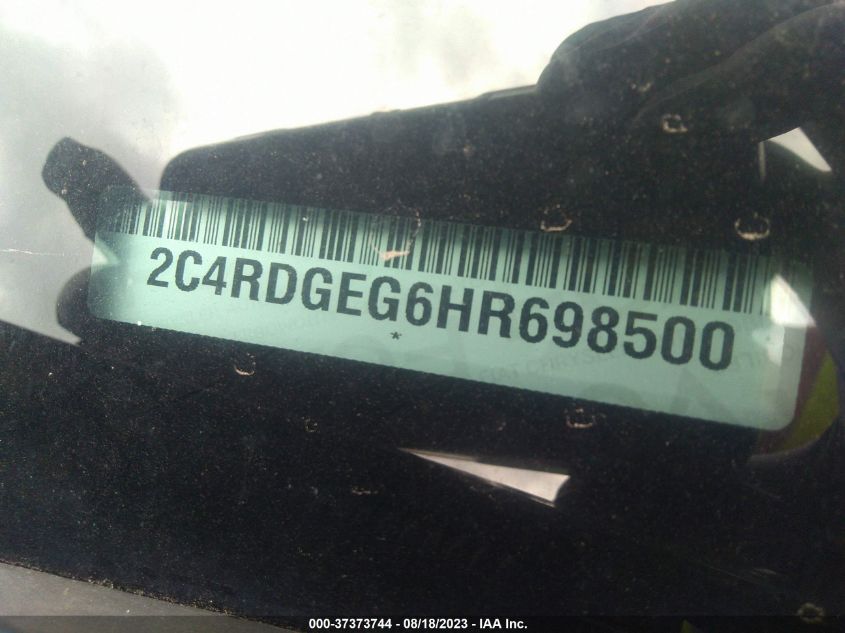 2C4RDGEG6HR698500
*
000-37373744 / 08/18/2023 - IAA Inc.